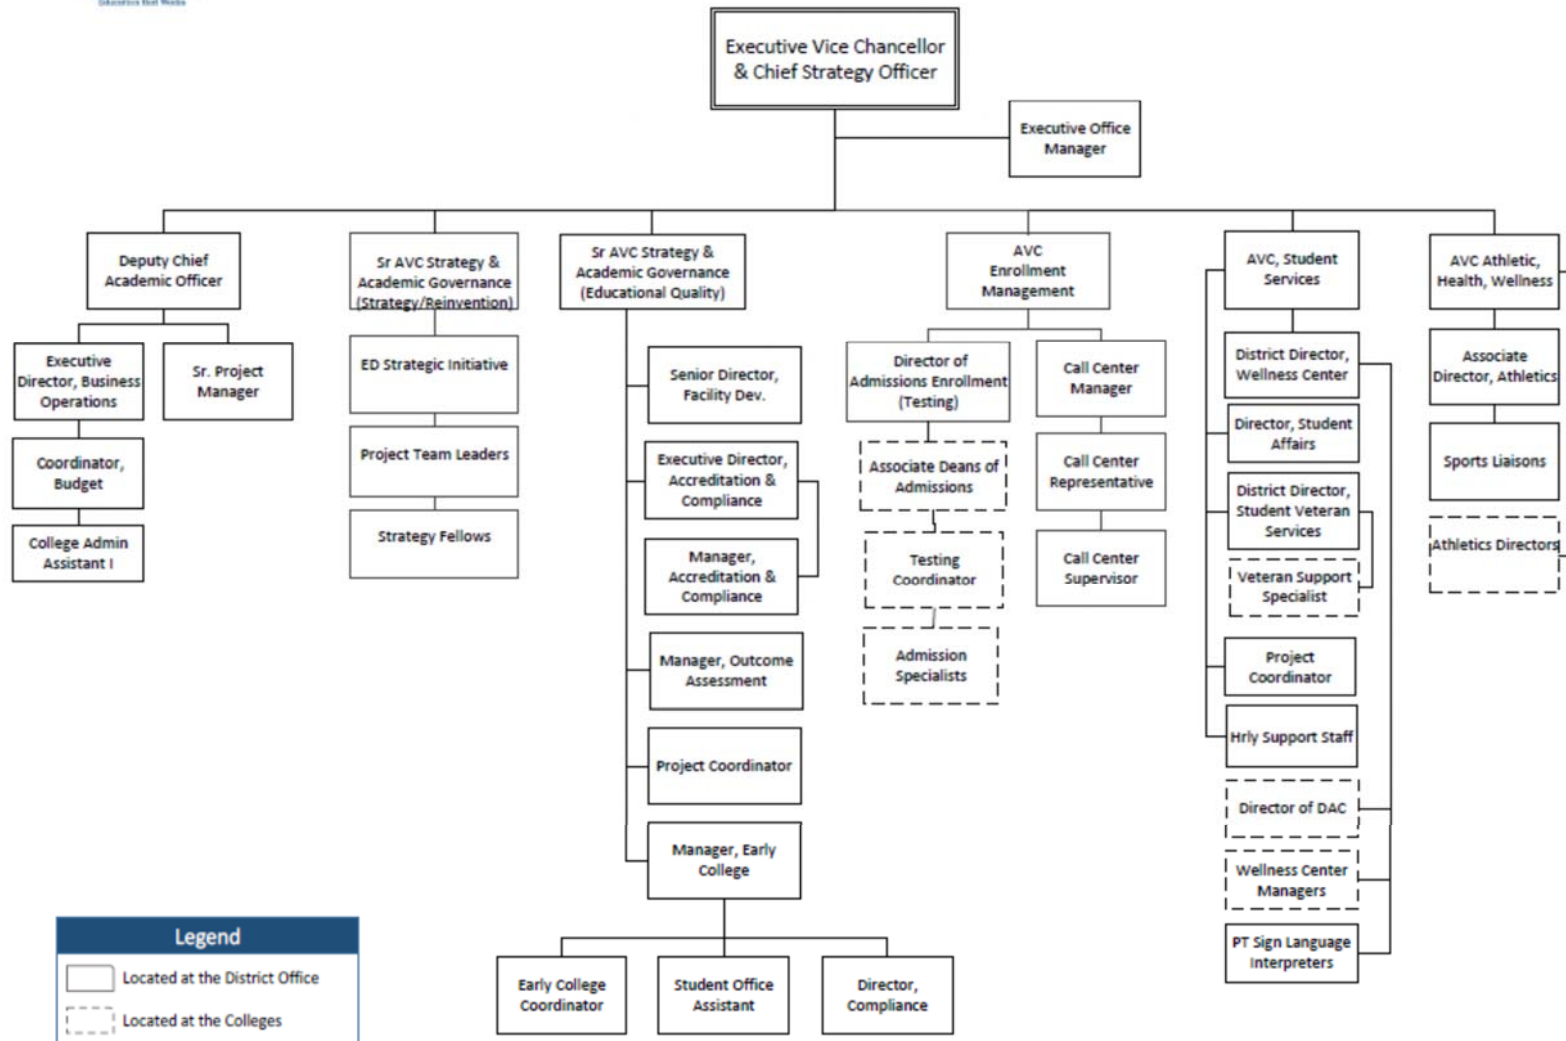 Education that Works
Executive Vice Chancellor
& Chief Strategy Officer
Executive Office
Manager
Deputy Chief
Academic Officer
Sr AVC Strategy &
Academic Governance
(Strategy/Reinvention)
Sr AVC Strategy &
Academic Governance
(Educational Quality)
AVC
Enrollment
Management
AVC, Student
Services
AVC Athletic,
Health, Wellness
Executive
Director, Business
Operations
Sr. Project
Manager
Coordinator,
Budget
College Admin
Assistant I
ED Strategic Initiative
Project Team Leaders
Strategy Fellows
Senior Director,
Facility Dev.
Executive Director,
Accreditation &
Compliance
Manager,
Accreditation &
Compliance
Manager, Outcome
Assessment
Project Coordinator
Manager, Early
College
Early College
Coordinator
Student Office
Assistant
Director,
Compliance
Director of
Admissions Enrollment
(Testing)
Associate Deans of
Admissions
Testing
Coordinator
Admission
Specialists
Call Center
Manager
Call Center
Representative
Call Center
Supervisor
District Director,
Wellness Center
Director, Student
Affairs
District Director,
Student Veteran
Services
Veteran Support
Specialist
Project
Coordinator
Hrly Support Staff
Director of DAC
Wellness Center
Managers
PT Sign Language
Interpreters
Associate
Director, Athletics
Sports Liaisons
Athletics Directors
Legend
Located at the District Office
Located at the Colleges